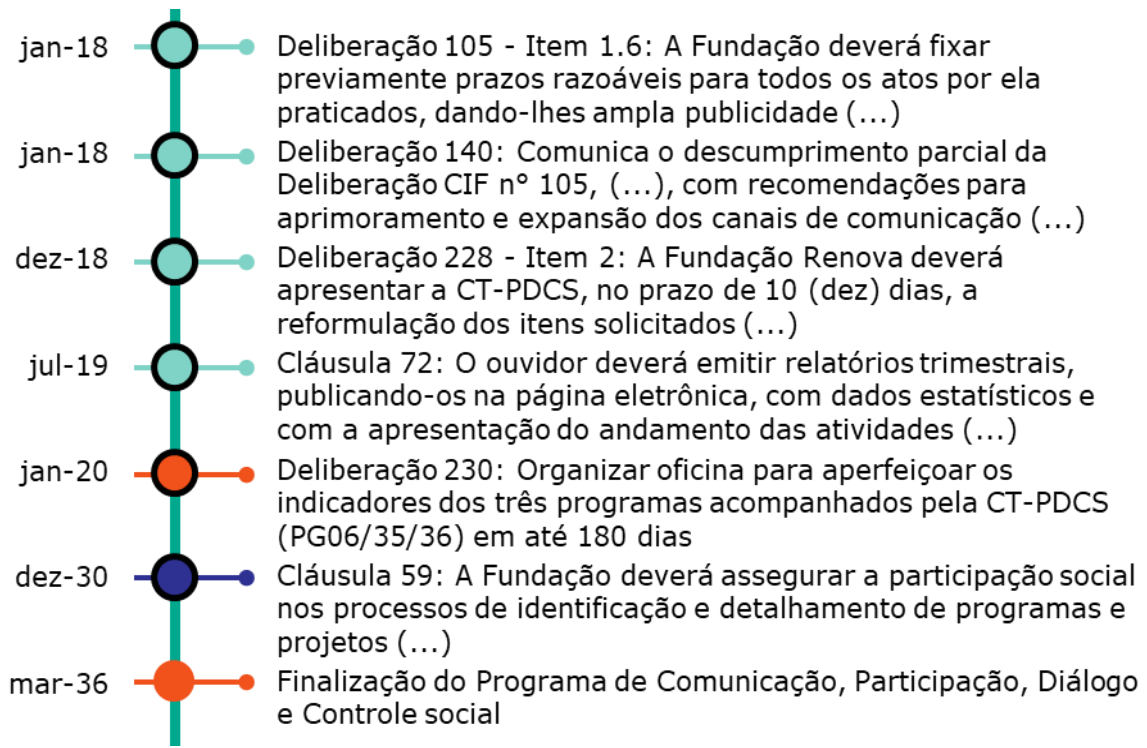 jan-18
Deliberação 105 - Item 1.6: A Fundação deverá fixar
previamente prazos razoáveis para todos os atos por ela
praticados, dando-lhes ampla publicidade (...)
jan-18
Deliberação 140: Comunica o descumprimento parcial da
Deliberação CIF n° 105, (...), com recomendações para
aprimoramento e expansão dos canais de comunicação (...)
dez-18
Deliberação 228 - Item 2: A Fundação Renova deverá
apresentar a CT-PDCS, no prazo de 10 (dez) dias, a
reformulação dos itens solicitados (...)
jul-19
Cláusula 72: O ouvidor deverá emitir relatórios trimestrais,
publicando-os na página eletrônica, com dados estatísticos e
com a apresentação do andamento das atividades (...)
jan-20
Deliberação 230: Organizar oficina para aperfeiçoar os
indicadores dos três programas acompanhados pela CT-PDCS
(PG06/35/36) em até 180 dias
dez-30
Cláusula 59: A Fundação deverá assegurar a participação social
nos processos de identificação e detalhamento de programas e
projetos (...)
mar-36
Finalização do Programa de Comunicação, Participação, Diálogo
e Controle social